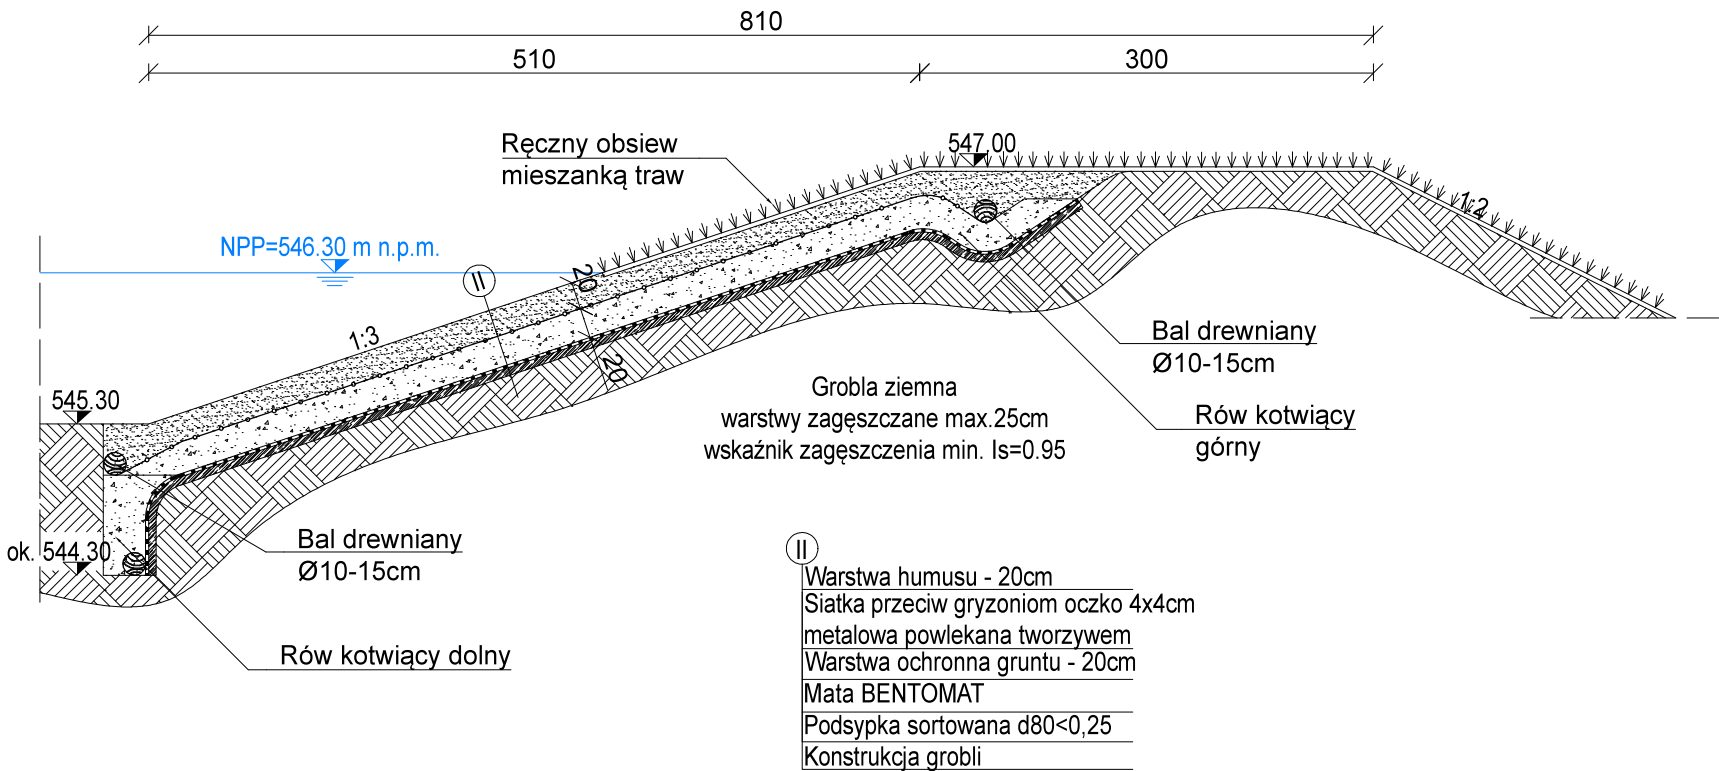 810
510
300
Ręczny obsiew
mieszanką traw
547.00
1:2
NPP=546.30 m n.p.m.
II
20
20
1:3
545.30
Bal drewniany
Ø10-15cm
Grobla ziemna
warstwy zagęszczane max.25cm
wskaźnik zagęszczenia min. Is=0.95
Rów kotwiący
górny
ok. 544.30
Bal drewniany
Ø10-15cm
Rów kotwiący dolny
II
Warstwa humusu - 20cm
Siatka przeciw gryzoniom oczko 4x4cm
metalowa powlekana tworzywem
Warstwa ochronna gruntu - 20cm
Mata BENTOMAT
Podsypka sortowana d80<0,25
Konstrukcja grobli